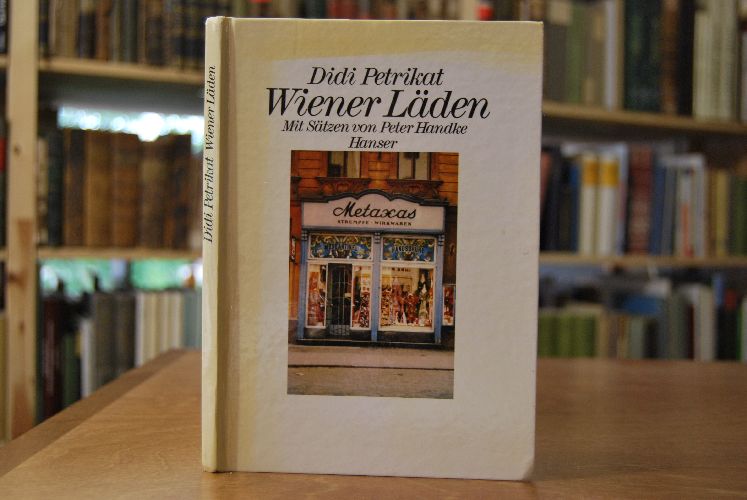 Didi Petrikat
Wiener Läden
Mit Sätzen von Peter Handke
Hanser
Metaxas
STRÜMPFE - WIRKWAREN
Didi Petrikat Wiener Läden